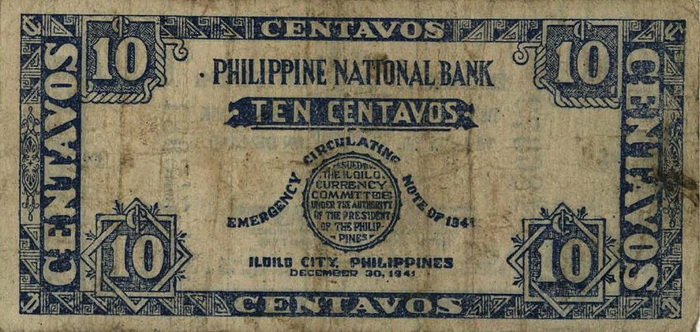 CENTAVOS
10
10
PHILIPPINE NATIONAL BANK
TEN CENTAVOS
CENTAVOS
CENTAVOS
EMERGENCY CIRCULATING NOTE OF 1941
ISSUED BY
THE ILOILO
CURRENCY
COMMITTEE
UNDER THE AUTHORITY
OF THE PRESIDENT
OF THE PHILIP-
PINES
10
10
ILOILO CITY, PHILIPPINES
DECEMBER 30, 1941
CENTAVOS